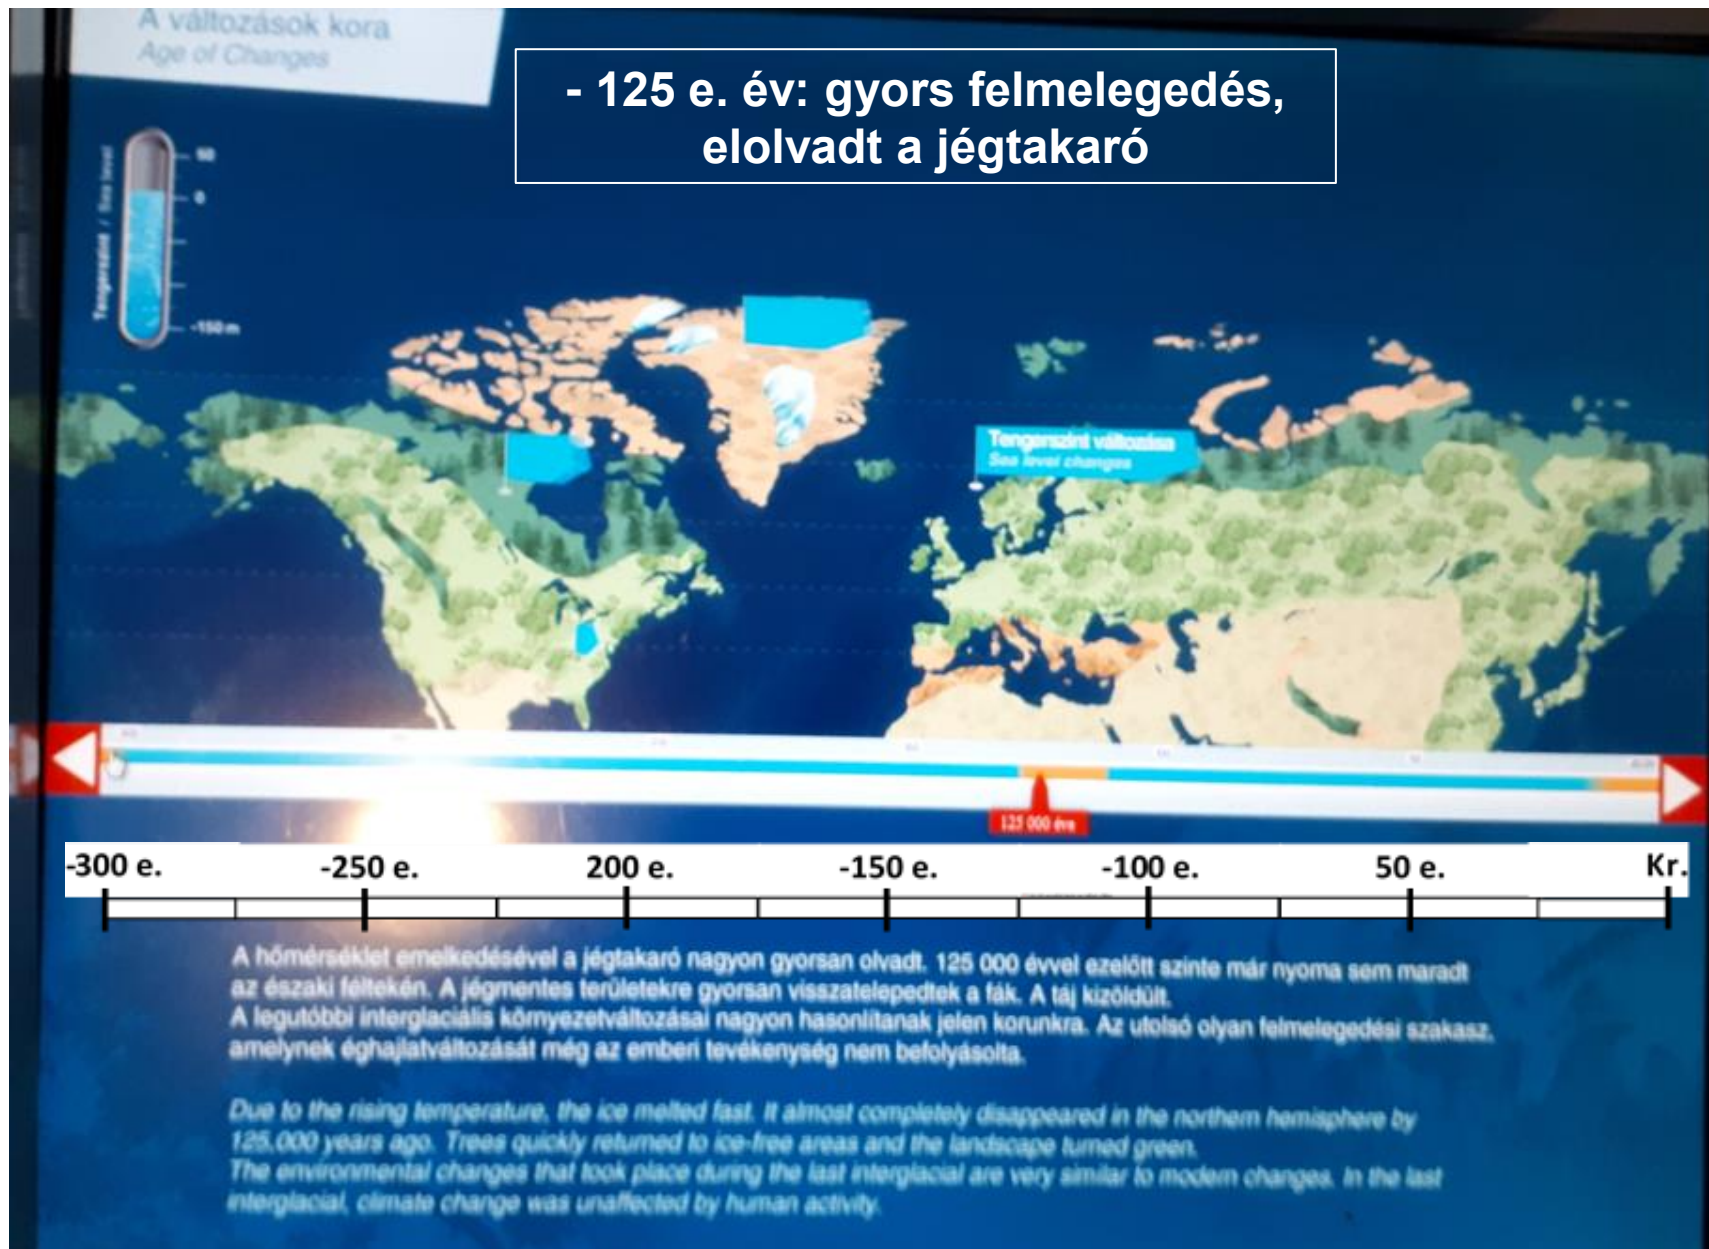 A változások kora
Age of Changes
- 125 e. év: gyors felmelegedés,
elolvadt a jégtakaró
Tengerszint / Sea level
50
0
-150 m
Tengerszint változása
Sea level changes
125 000 éve
-300 e.
-250 e.
200 e.
-150 e.
-100 e.
50 e.
Kr.
A hőmérséklet emelkedésével a jégtakaró nagyon gyorsan olvadt. 125 000 évvel ezelőtt szinte már nyoma sem maradt
az északi féltekén. A jégmentes területekre gyorsan visszatelepedtek a fák. A táj kizöldült.
A legutóbbi interglaciális környezetváltozásai nagyon hasonlítanak jelen korunkra. Az utolsó olyan felmelegedési szakasz,
amelynek éghajlatváltozását még az emberi tevékenység nem befolyásolta.
Due to the rising temperature, the ice melted fast. It almost completely disappeared in the northern hemisphere by
125.000 years ago. Trees quickly returned to ice-free areas and the landscape turned green.
The environmental changes that took place during the last interglacial are very similar to modern changes. In the last
interglacial, climate change was unaffected by human activity.